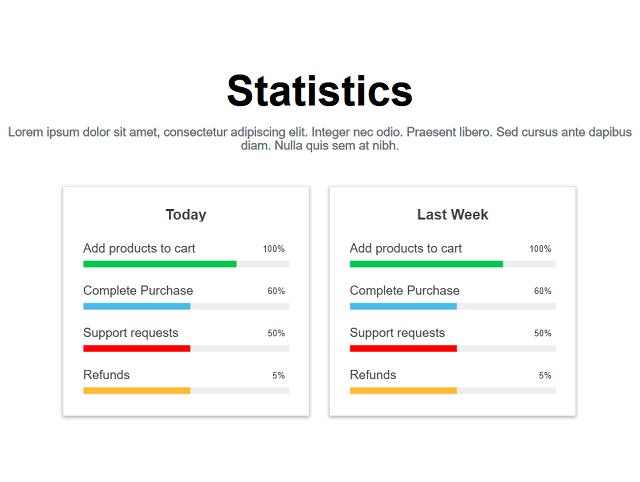 Statistics
Lorem ipsum dolor sit amet, consectetur adipiscing elit. Integer nec odio. Praesent libero. Sed cursus ante dapibus
diam. Nulla quis sem at nibh.
Today
Add products to cart 100%
Complete Purchase 60%
Support requests 50%
Refunds 5%
Last Week
Add products to cart 100%
Complete Purchase 60%
Support requests 50%
Refunds 5%